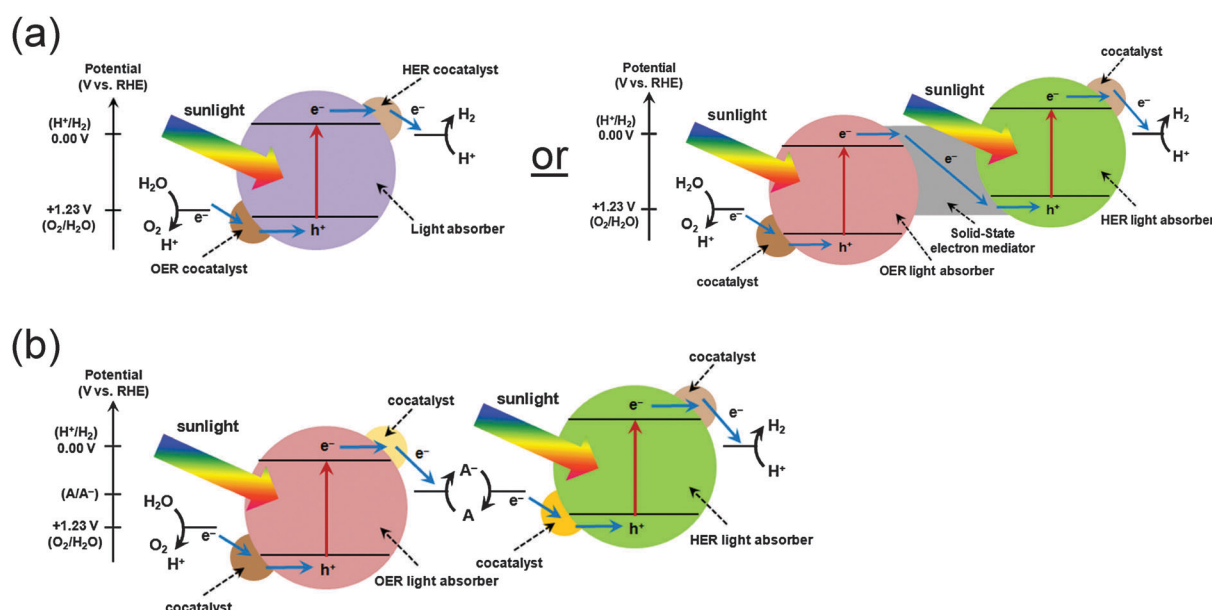 (a)
Potential
(V vs. RHE)
(H⁺/H₂)
0.00 V
+1.23 V
(O₂/H₂O)
sunlight
HER cocatalyst
e⁻
e⁻
H₂
H⁺
H₂O
O₂
H⁺
e⁻
h⁺
Light absorber
OER cocatalyst
or
Potential
(V vs. RHE)
(H⁺/H₂)
0.00 V
+1.23 V
(O₂/H₂O)
sunlight
sunlight
cocatalyst
e⁻
e⁻
H₂
H⁺
e⁻
e⁻
H₂O
O₂
H⁺
e⁻
h⁺
h⁺
HER light absorber
Solid-State
electron mediator
OER light absorber
cocatalyst
(b)
Potential
(V vs. RHE)
(H⁺/H₂)
0.00 V
(A/A⁻)
+1.23 V
(O₂/H₂O)
sunlight
cocatalyst
e⁻
e⁻
A⁻
A
H₂O
O₂
H⁺
e⁻
h⁺
OER light absorber
cocatalyst
sunlight
cocatalyst
e⁻
e⁻
H₂
H⁺
e⁻
h⁺
HER light absorber
cocatalyst